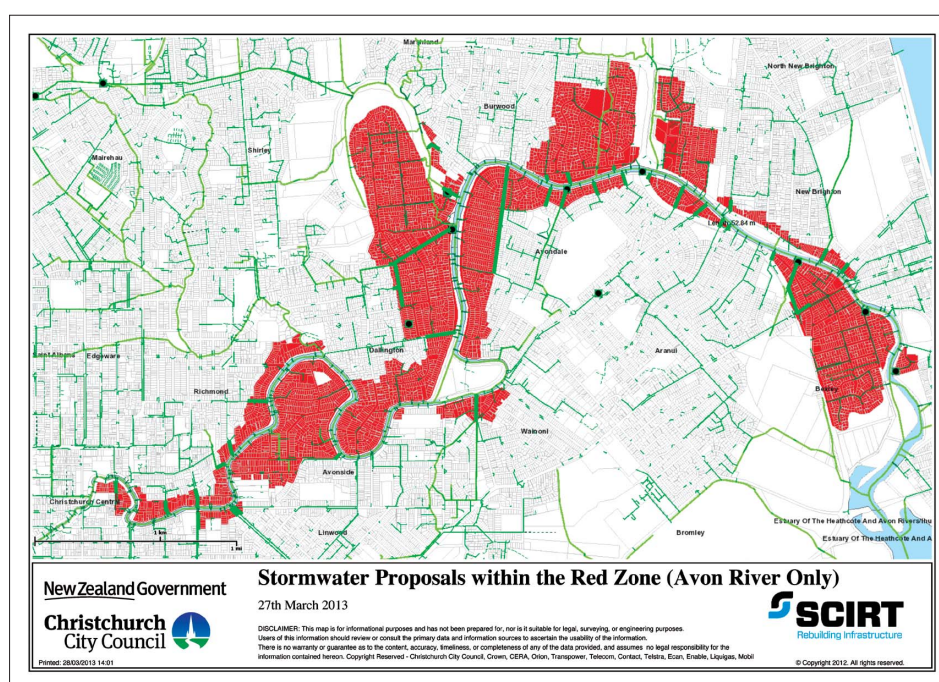 Marshland
North New Brighton
Burwood
Shirley
Mairehau
New Brighton
Length 52.84 m
Avondale
Aranui
Dallington
Edgeware
Richmond
Bexley
Wainoni
Avonside
Christchurch Central
Linwood
Bromley
1 km
1 mi
Estuary Of The Heathcote And Avon Rivers/Ihu
Estuary Of The Heathcote And A
New Zealand Government
Christchurch
City Council
Printed: 28/03/2013 14:01
Stormwater Proposals within the Red Zone (Avon River Only)
27th March 2013
DISCLAIMER: This map is for informational purposes and has not been prepared for, nor is it suitable for legal, surveying, or engineering purposes.
Users of this information should review or consult the primary data and information sources to ascertain the usability of the information.
There is no warranty or guarantee as to the content, accuracy, timeliness, or completeness of any of the data provided, and assumes no legal responsibility for the
information contained hereon. Copyright Reserved - Christchurch City Council, Crown, CERA, Orion, Transpower, Telecom, Contact, Telstra, Ecan, Enable, Liquigas, Mobil
SCIRT
Rebuilding Infrastructure
© Copyright 2012. All rights reserved.